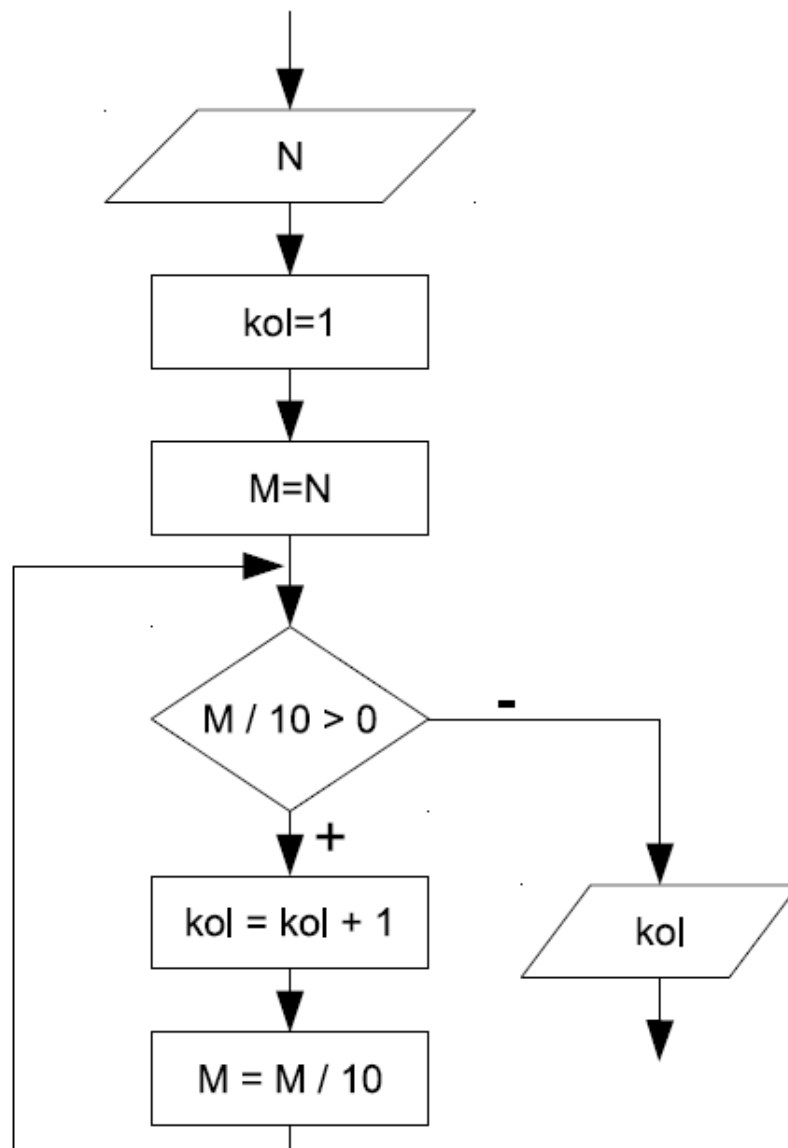 N
kol=1
M=N
M / 10 > 0
-
+
kol = kol + 1
kol
M = M / 10